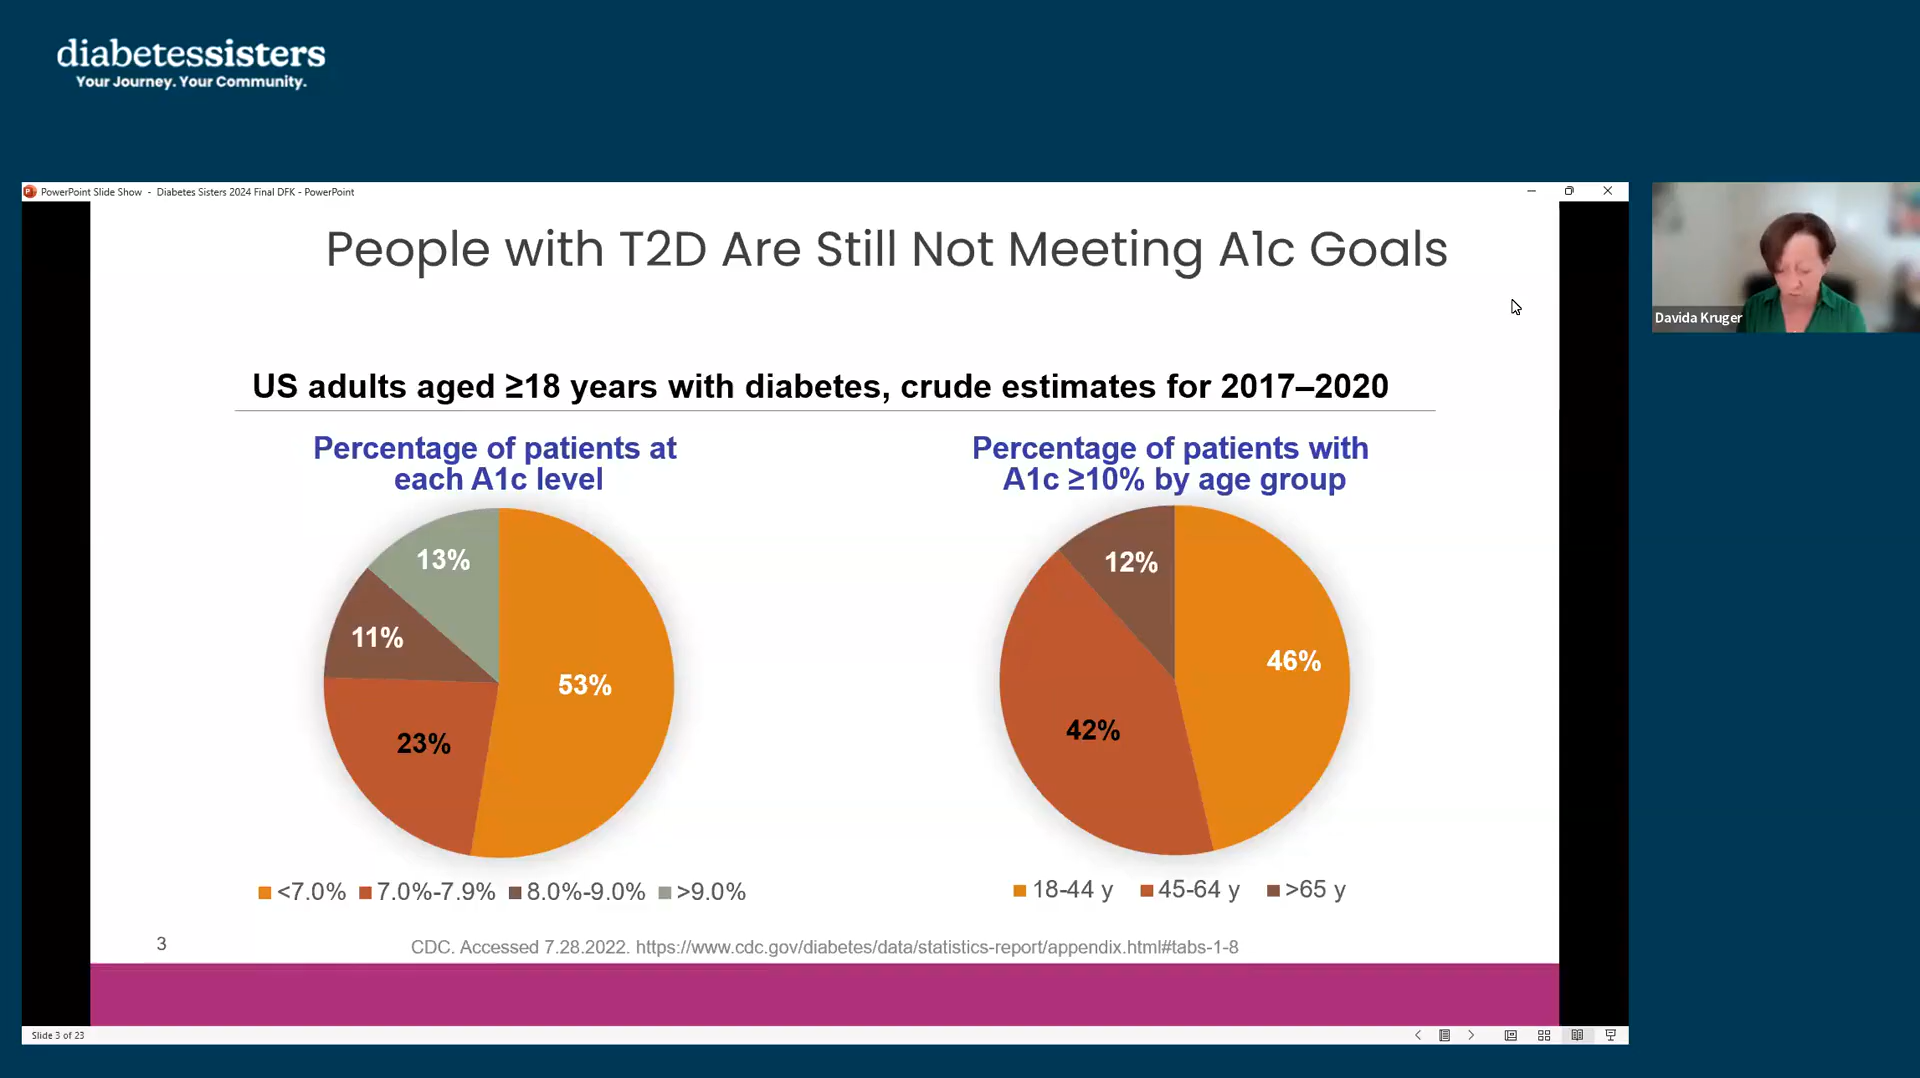 diabetessisters
Your Journey. Your Community.
PowerPoint Slide Show - Diabetes Sisters 2024 Final DFK - PowerPoint
People with T2D Are Still Not Meeting A1c Goals
Davida Kruger
US adults aged ≥18 years with diabetes, crude estimates for 2017–2020
Percentage of patients at
each A1c level
13%
11%
53%
23%
<7.0% 7.0%-7.9% 8.0%-9.0% >9.0%
Percentage of patients with
A1c ≥10% by age group
12%
46%
42%
18-44 y 45-64 y >65 y
3
CDC. Accessed 7.28.2022. https://www.cdc.gov/diabetes/data/statistics-report/appendix.html#tabs-1-8
Slide 3 of 23